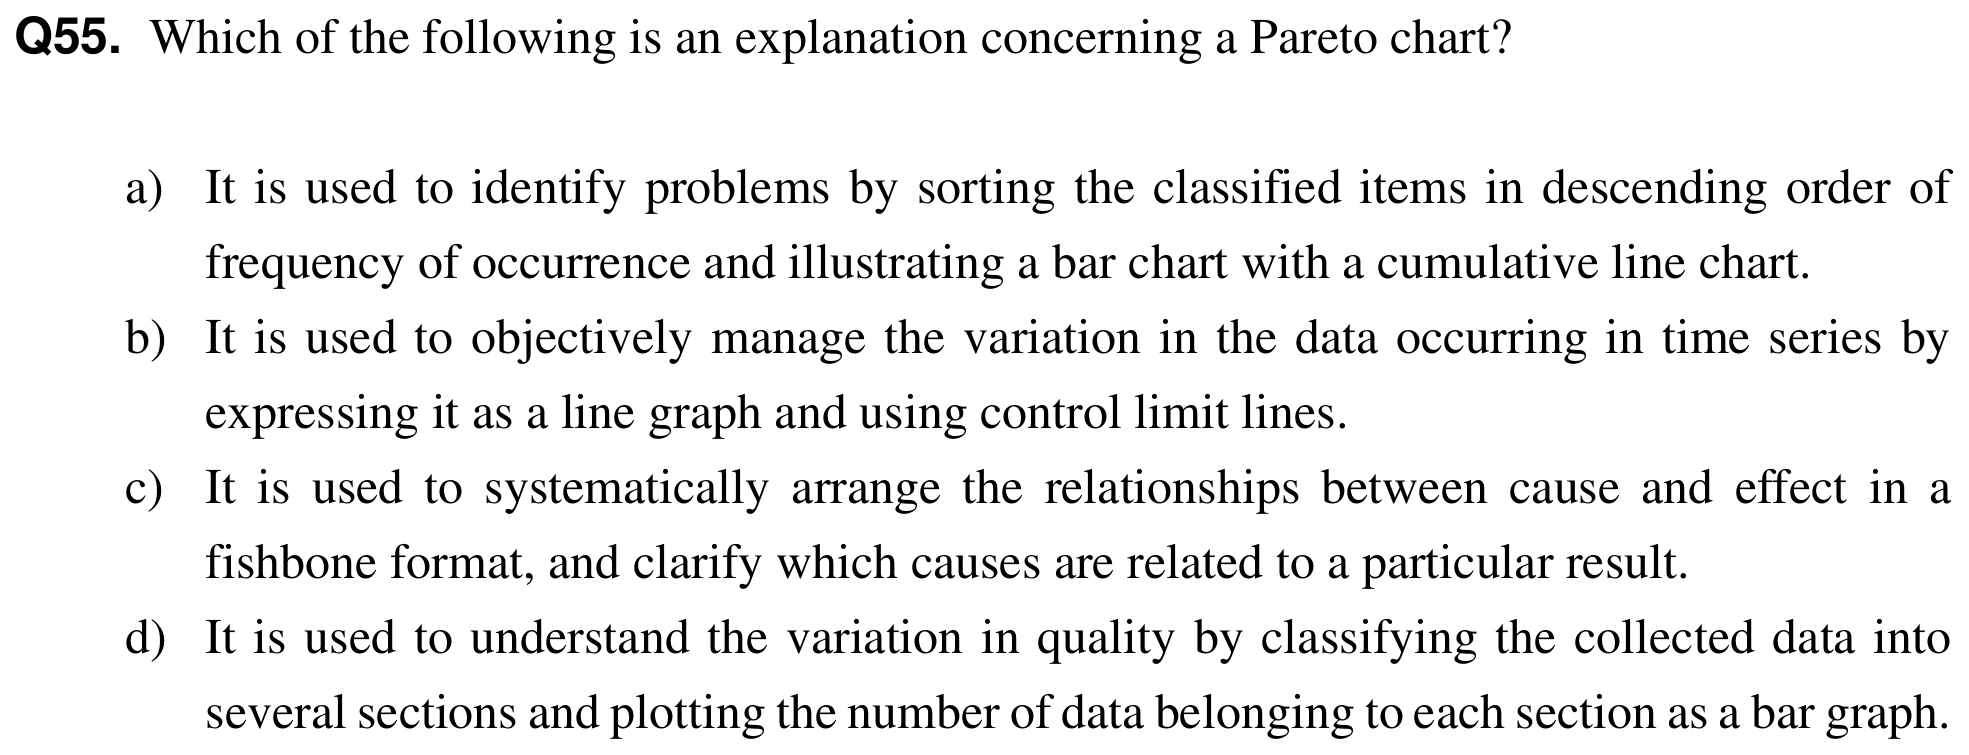 Q55. Which of the following is an explanation concerning a Pareto chart?
a) It is used to identify problems by sorting the classified items in descending order of
frequency of occurrence and illustrating a bar chart with a cumulative line chart.
b) It is used to objectively manage the variation in the data occurring in time series by
expressing it as a line graph and using control limit lines.
c) It is used to systematically arrange the relationships between cause and effect in a
fishbone format, and clarify which causes are related to a particular result.
d) It is used to understand the variation in quality by classifying the collected data into
several sections and plotting the number of data belonging to each section as a bar graph.